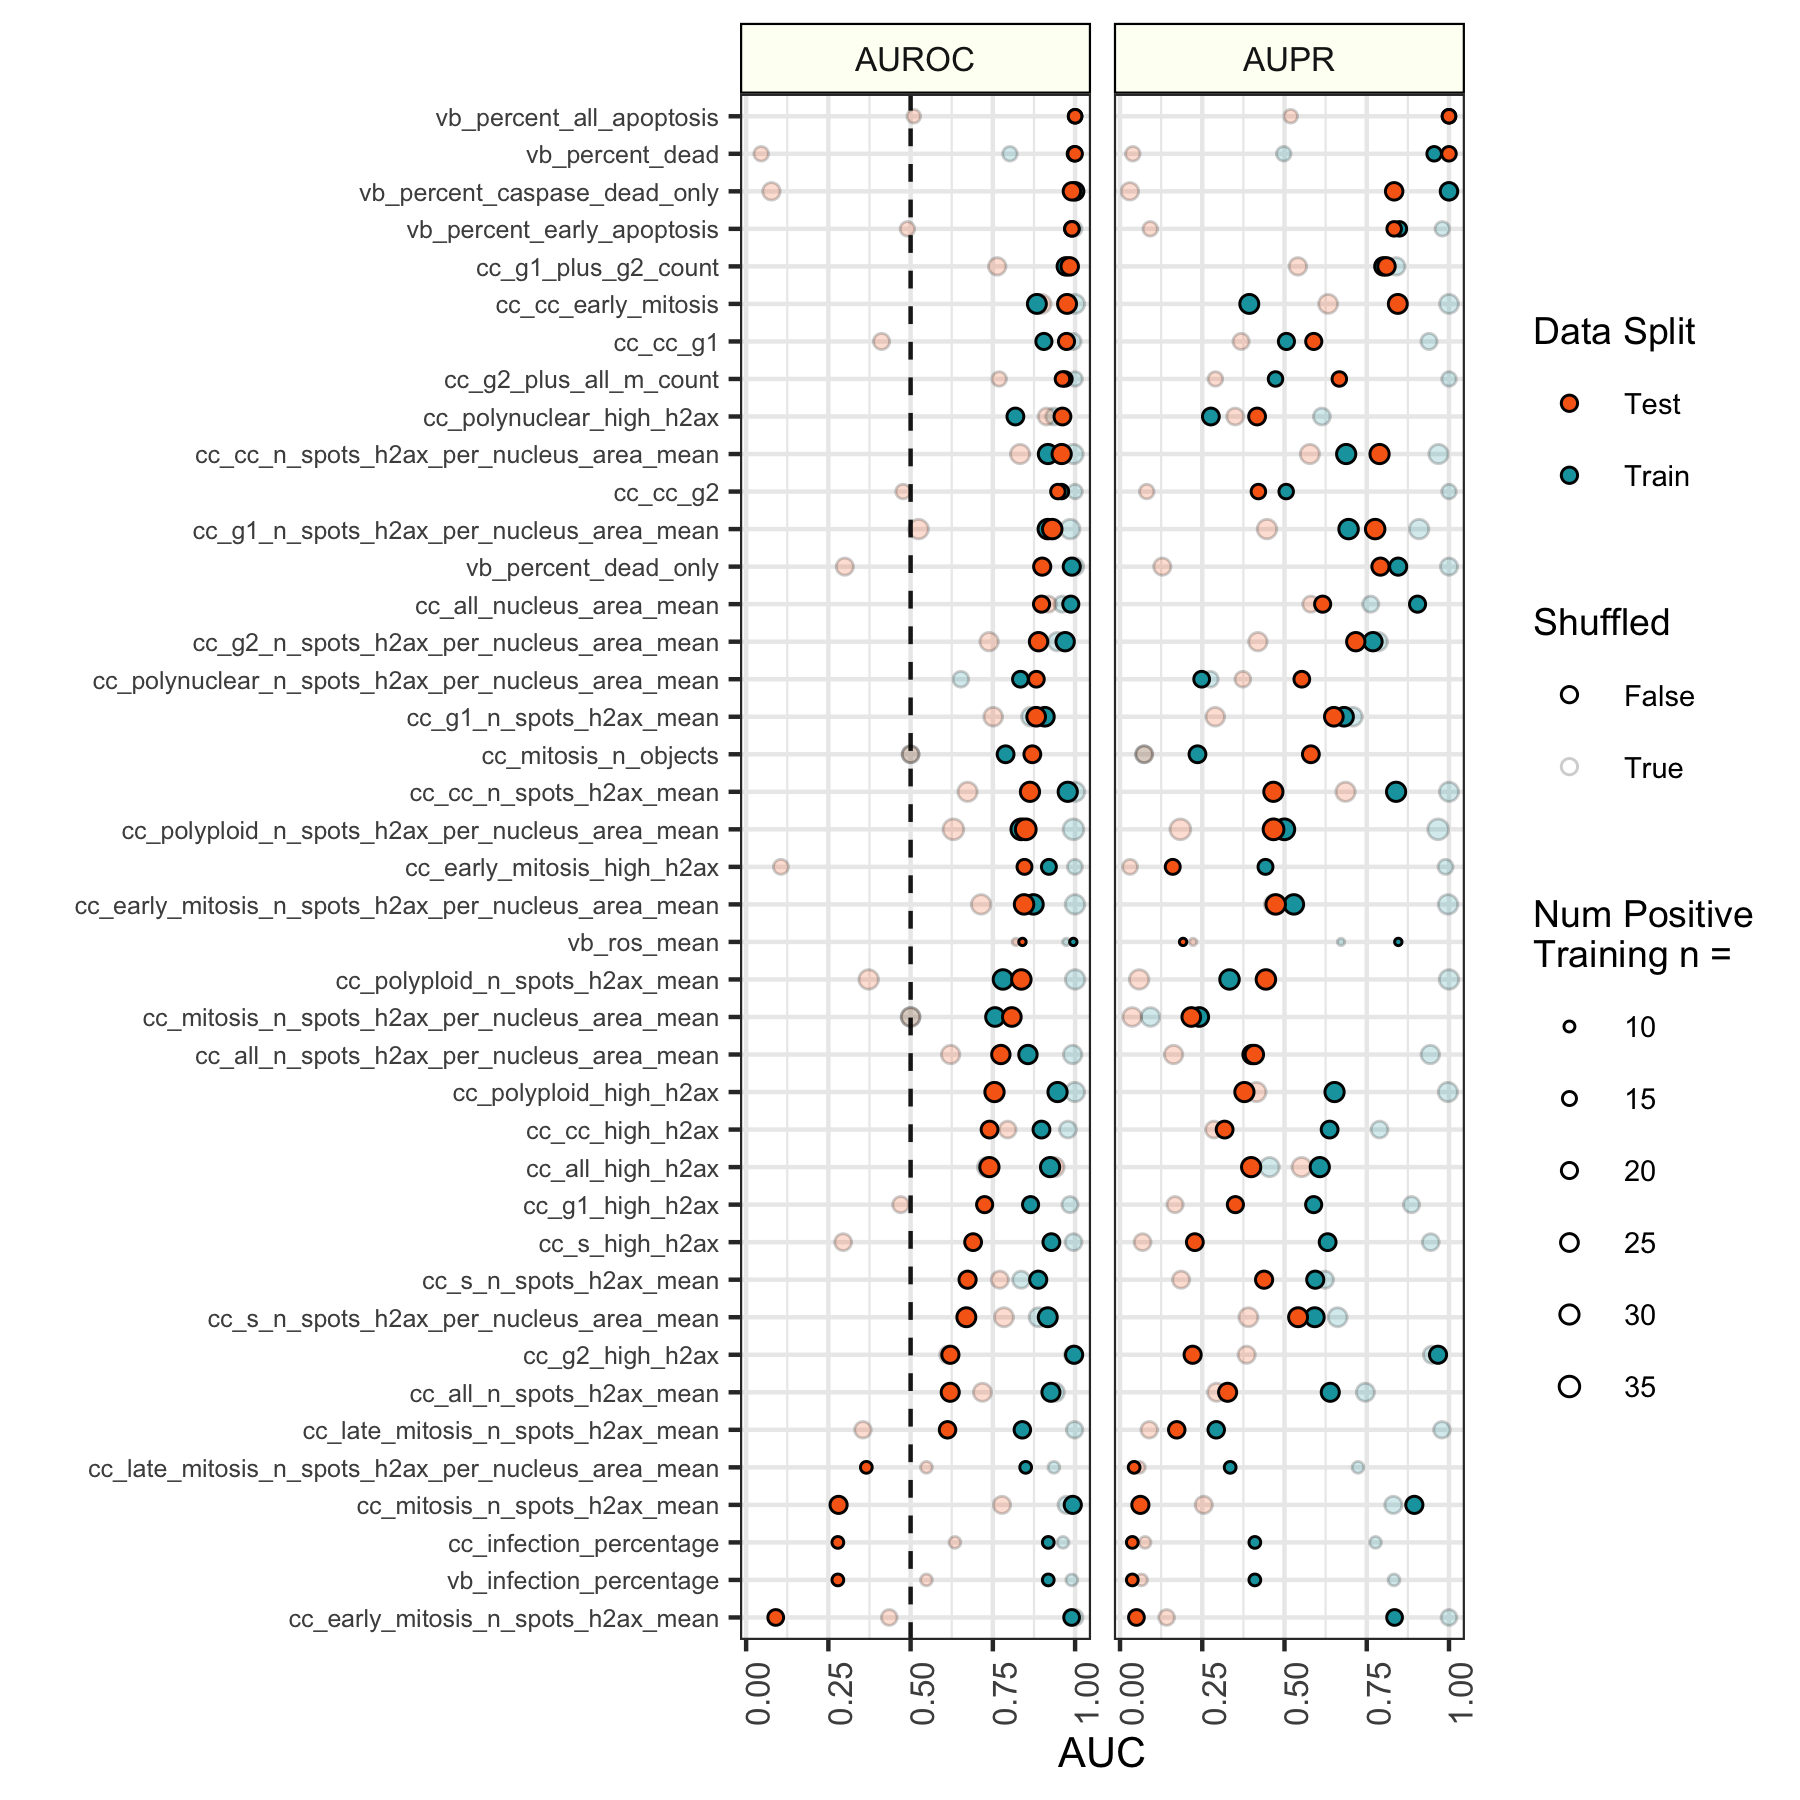 AUROC
AUPR
vb_percent_all_apoptosis
vb_percent_dead
vb_percent_caspase_dead_only
vb_percent_early_apoptosis
cc_g1_plus_g2_count
cc_cc_early_mitosis
cc_cc_g1
cc_g2_plus_all_m_count
cc_polynuclear_high_h2ax
cc_cc_n_spots_h2ax_per_nucleus_area_mean
cc_cc_g2
cc_g1_n_spots_h2ax_per_nucleus_area_mean
vb_percent_dead_only
cc_all_nucleus_area_mean
cc_g2_n_spots_h2ax_per_nucleus_area_mean
cc_polynuclear_n_spots_h2ax_per_nucleus_area_mean
cc_g1_n_spots_h2ax_mean
cc_mitosis_n_objects
cc_cc_n_spots_h2ax_mean
cc_polyploid_n_spots_h2ax_per_nucleus_area_mean
cc_early_mitosis_high_h2ax
cc_early_mitosis_n_spots_h2ax_per_nucleus_area_mean
vb_ros_mean
cc_polyploid_n_spots_h2ax_mean
cc_mitosis_n_spots_h2ax_per_nucleus_area_mean
cc_all_n_spots_h2ax_per_nucleus_area_mean
cc_polyploid_high_h2ax
cc_cc_high_h2ax
cc_all_high_h2ax
cc_g1_high_h2ax
cc_s_high_h2ax
cc_s_n_spots_h2ax_mean
cc_s_n_spots_h2ax_per_nucleus_area_mean
cc_g2_high_h2ax
cc_all_n_spots_h2ax_mean
cc_late_mitosis_n_spots_h2ax_mean
cc_late_mitosis_n_spots_h2ax_per_nucleus_area_mean
cc_mitosis_n_spots_h2ax_mean
cc_infection_percentage
vb_infection_percentage
cc_early_mitosis_n_spots_h2ax_mean
0.00
0.25
0.50
0.75
1.00
0.00
0.25
0.50
0.75
1.00
AUC
Data Split
Test
Train
Shuffled
False
True
Num Positive
Training n =
10
15
20
25
30
35